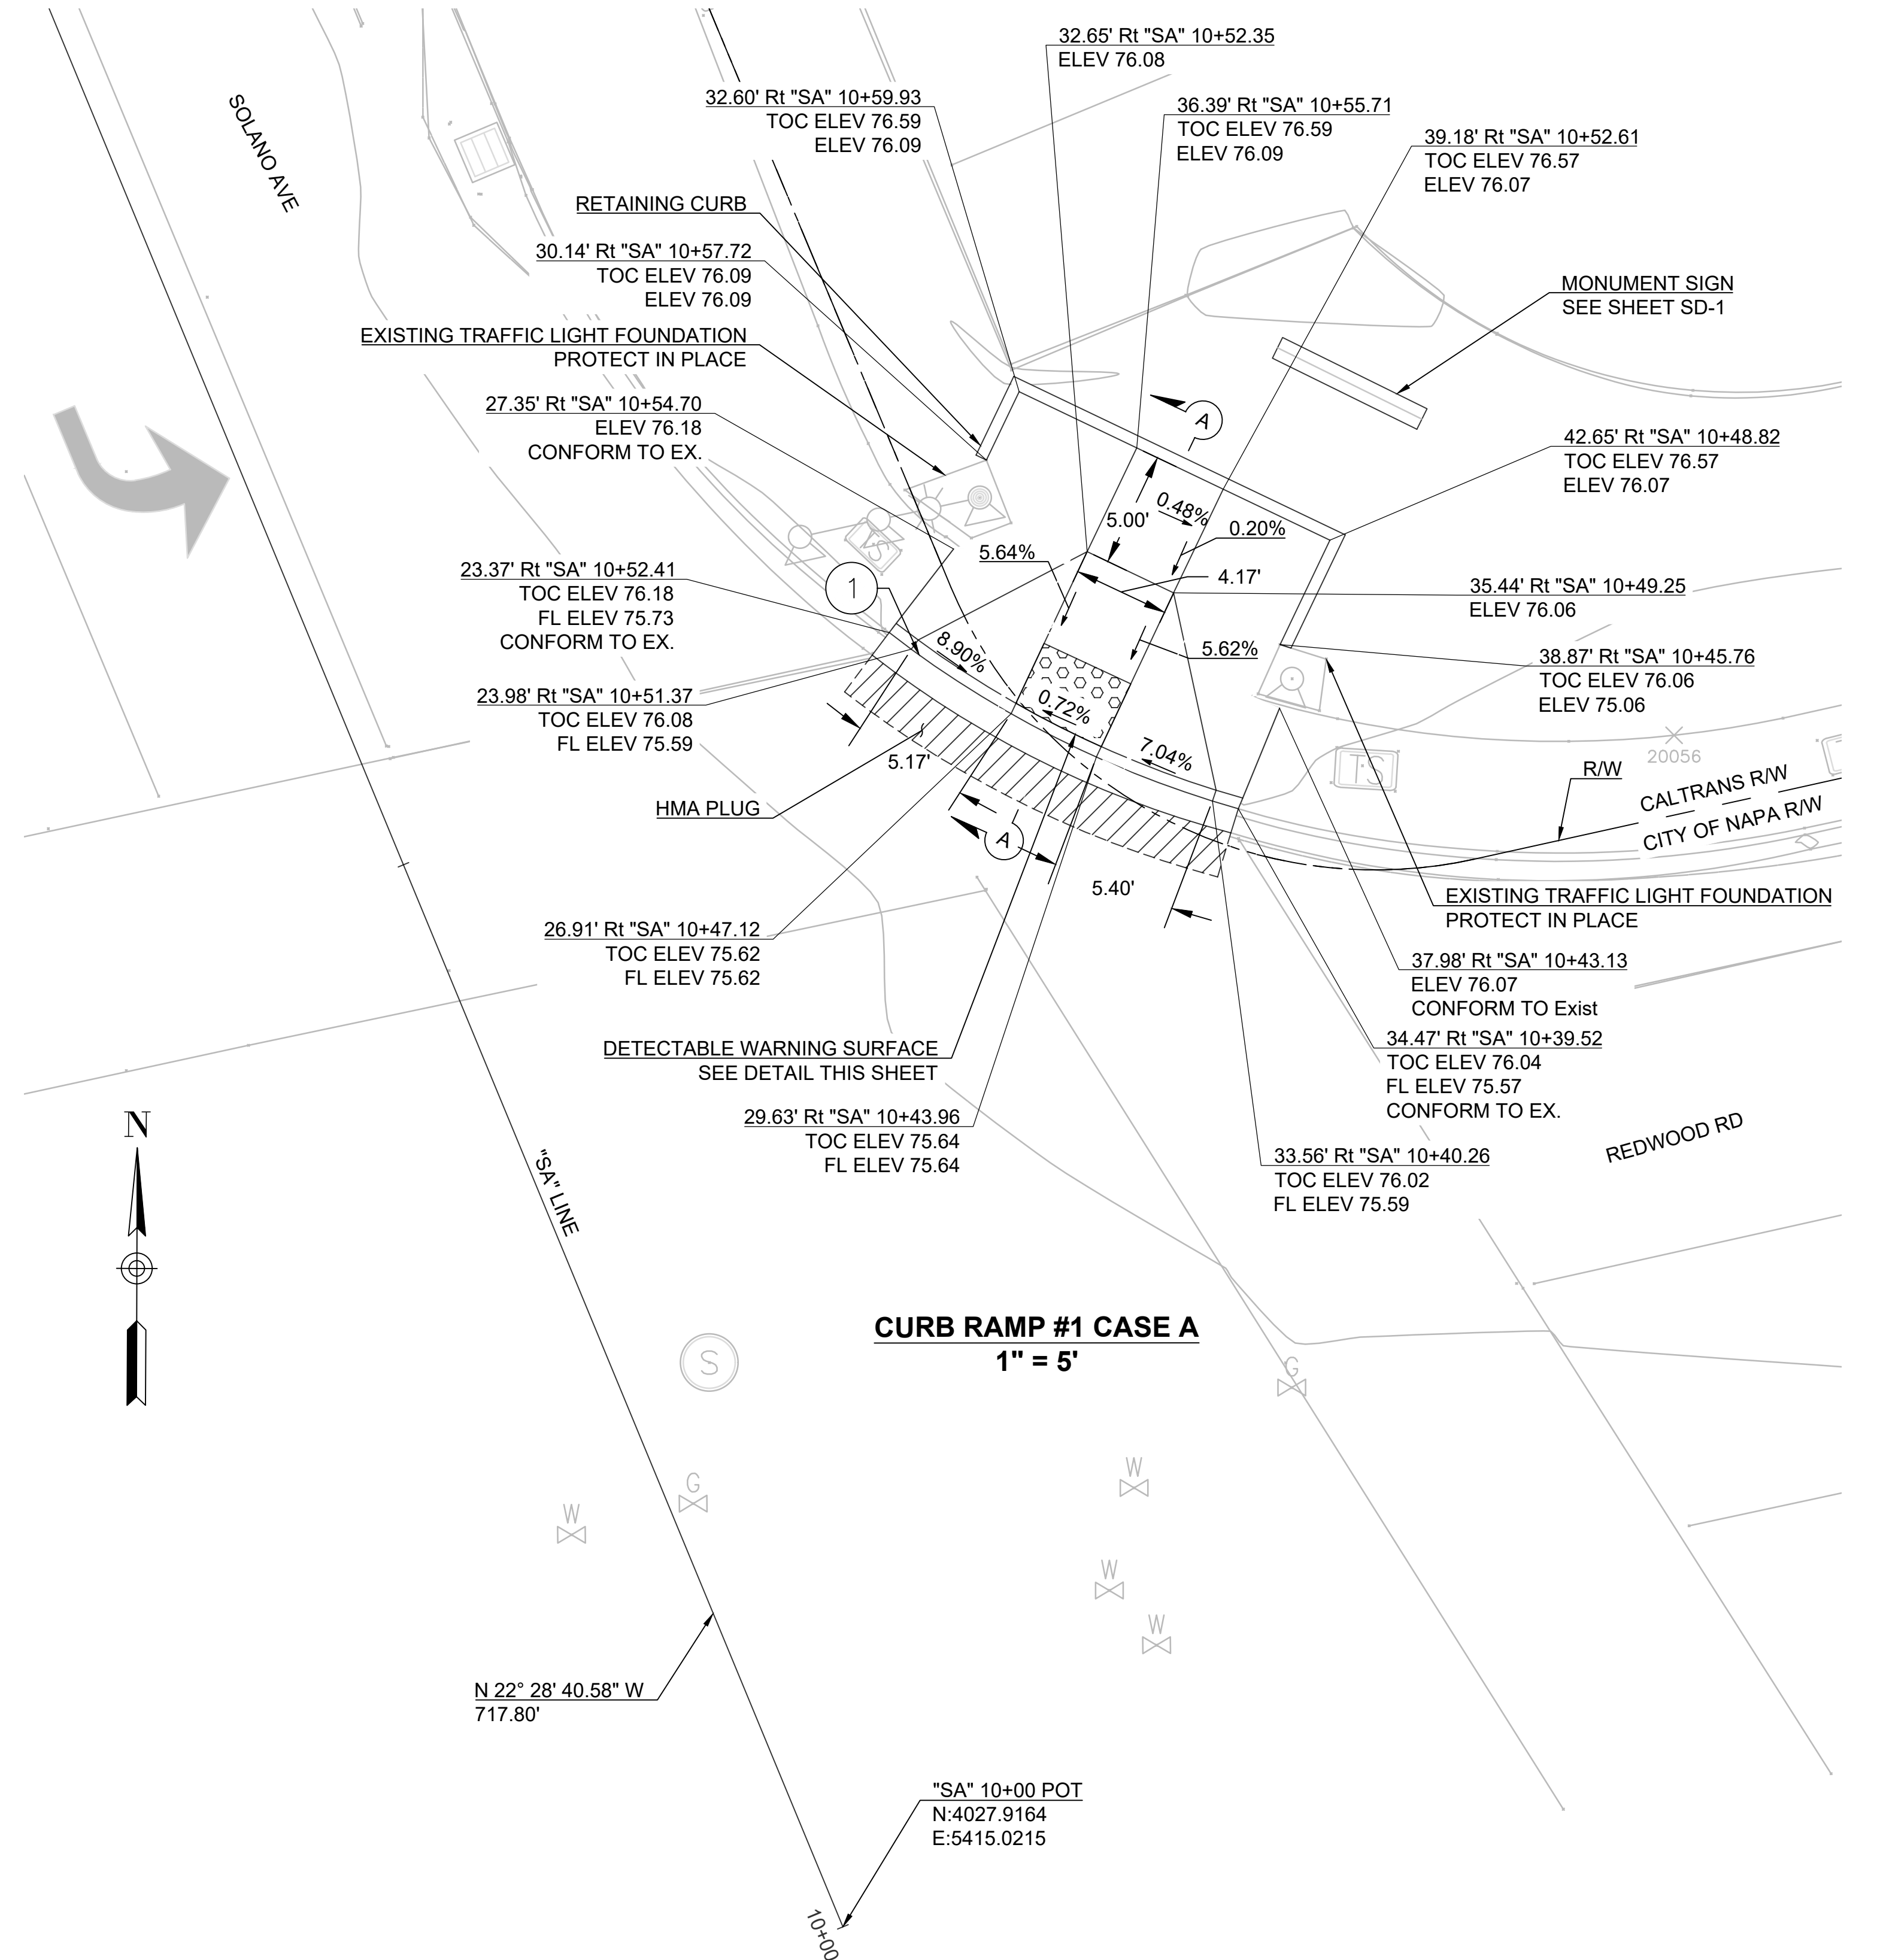 32.65' Rt "SA" 10+52.35
ELEV 76.08
32.60' Rt "SA" 10+59.93
TOC ELEV 76.59
ELEV 76.09
36.39' Rt "SA" 10+55.71
TOC ELEV 76.59
ELEV 76.09
39.18' Rt "SA" 10+52.61
TOC ELEV 76.57
ELEV 76.07
SOLANO AVE
RETAINING CURB
30.14' Rt "SA" 10+57.72
TOC ELEV 76.09
ELEV 76.09
MONUMENT SIGN
SEE SHEET SD-1
EXISTING TRAFFIC LIGHT FOUNDATION
PROTECT IN PLACE
27.35' Rt "SA" 10+54.70
ELEV 76.18
CONFORM TO EX.
A
42.65' Rt "SA" 10+48.82
TOC ELEV 76.57
ELEV 76.07
0.48%
5.00'
0.20%
TS
5.64%
4.17'
1
23.37' Rt "SA" 10+52.41
TOC ELEV 76.18
FL ELEV 75.73
CONFORM TO EX.
35.44' Rt "SA" 10+49.25
ELEV 76.06
8.90%
5.62%
38.87' Rt "SA" 10+45.76
TOC ELEV 76.06
ELEV 75.06
23.98' Rt "SA" 10+51.37
TOC ELEV 76.08
FL ELEV 75.59
0.72%
7.04%
20056
5.17'
TS
R/W
CALTRANS R/W
CITY OF NAPA R/W
HMA PLUG
A
5.40'
EXISTING TRAFFIC LIGHT FOUNDATION
PROTECT IN PLACE
26.91' Rt "SA" 10+47.12
TOC ELEV 75.62
FL ELEV 75.62
37.98' Rt "SA" 10+43.13
ELEV 76.07
CONFORM TO Exist
DETECTABLE WARNING SURFACE
SEE DETAIL THIS SHEET
34.47' Rt "SA" 10+39.52
TOC ELEV 76.04
FL ELEV 75.57
CONFORM TO EX.
29.63' Rt "SA" 10+43.96
TOC ELEV 75.64
FL ELEV 75.64
33.56' Rt "SA" 10+40.26
TOC ELEV 76.02
FL ELEV 75.59
REDWOOD RD
N
"SA" LINE
CURB RAMP #1 CASE A
1" = 5'
S
G
G
W
W
W
W
N 22° 28' 40.58" W
717.80'
"SA" 10+00 POT
N:4027.9164
E:5415.0215
10+00